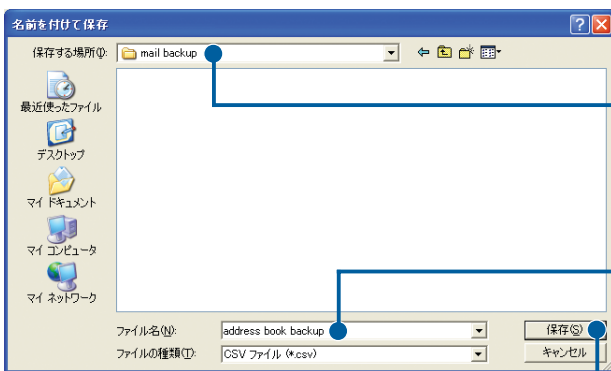 名前を付けて保存
保存する場所(I):
mail backup
最近使ったファイル
デスクトップ
マイ ドキュメント
マイ コンピュータ
マイ ネットワーク
ファイル名(N):
address book backup
保存(S)
ファイルの種類(T):
CSV ファイル (*.csv)
キャンセル